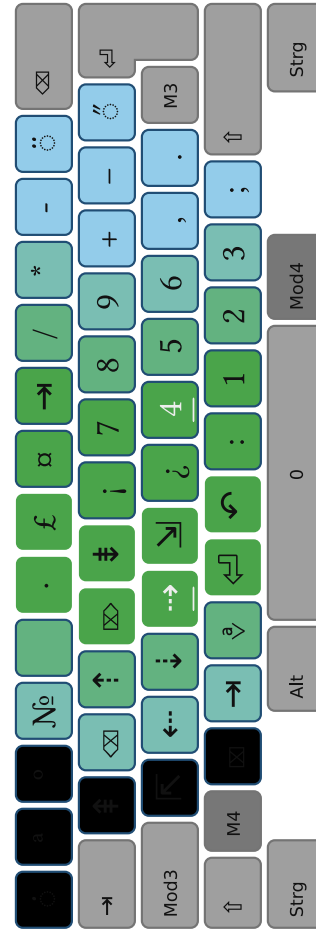 ◌̇ ª º № · £ ¤ ⇥ / * - ◌̈ ⌫
⇥ ⇞ ⌫ ⇡ ⌦ ⇟ ¡ 7 8 9 + − ◌̋ ⏎
Mod3 ⇱ ⇠ ⇣ ⇢ ⇲ ¿ 4 5 6 , . M3
⇧ M4 ⌧ ⇥ ⏎ : 1 2 3 ; ⇧
Strg Alt 0 Mod4 Strg